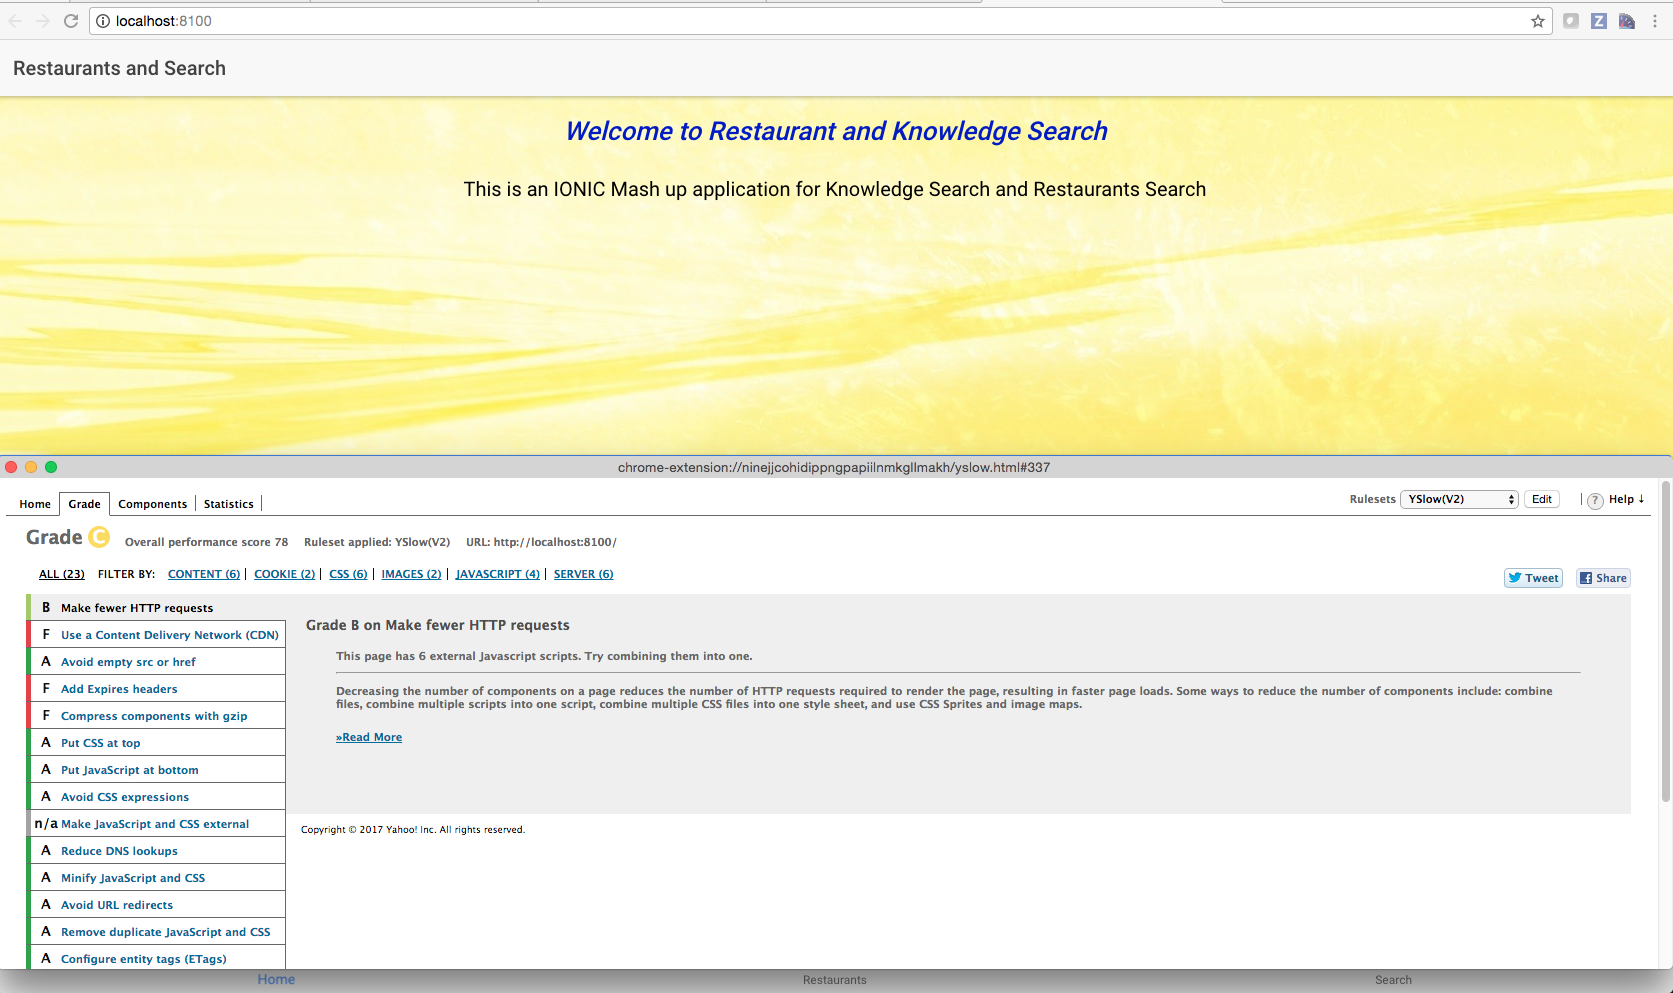 localhost:8100
Restaurants and Search
Welcome to Restaurant and Knowledge Search
This is an IONIC Mash up application for Knowledge Search and Restaurants Search
chrome-extension://ninejjcohidippngpapiilnmkgllmakh/yslow.html#337
Home Grade Components Statistics
Rulesets YSlow(V2) Edit ? Help ↓
Grade C Overall performance score 78 Ruleset applied: YSlow(V2) URL: http://localhost:8100/
ALL (23) FILTER BY: CONTENT (6) | COOKIE (2) | CSS (6) | IMAGES (2) | JAVASCRIPT (4) | SERVER (6)
Tweet Share
B Make fewer HTTP requests
F Use a Content Delivery Network (CDN)
A Avoid empty src or href
F Add Expires headers
F Compress components with gzip
A Put CSS at top
A Put JavaScript at bottom
A Avoid CSS expressions
n/a Make JavaScript and CSS external
A Reduce DNS lookups
A Minify JavaScript and CSS
A Avoid URL redirects
A Remove duplicate JavaScript and CSS
A Configure entity tags (ETags)
Grade B on Make fewer HTTP requests
This page has 6 external Javascript scripts. Try combining them into one.
Decreasing the number of components on a page reduces the number of HTTP requests required to render the page, resulting in faster page loads. Some ways to reduce the number of components include: combine
files, combine multiple scripts into one script, combine multiple CSS files into one style sheet, and use CSS Sprites and image maps.
»Read More
Copyright © 2017 Yahoo! Inc. All rights reserved.
Home Restaurants Search